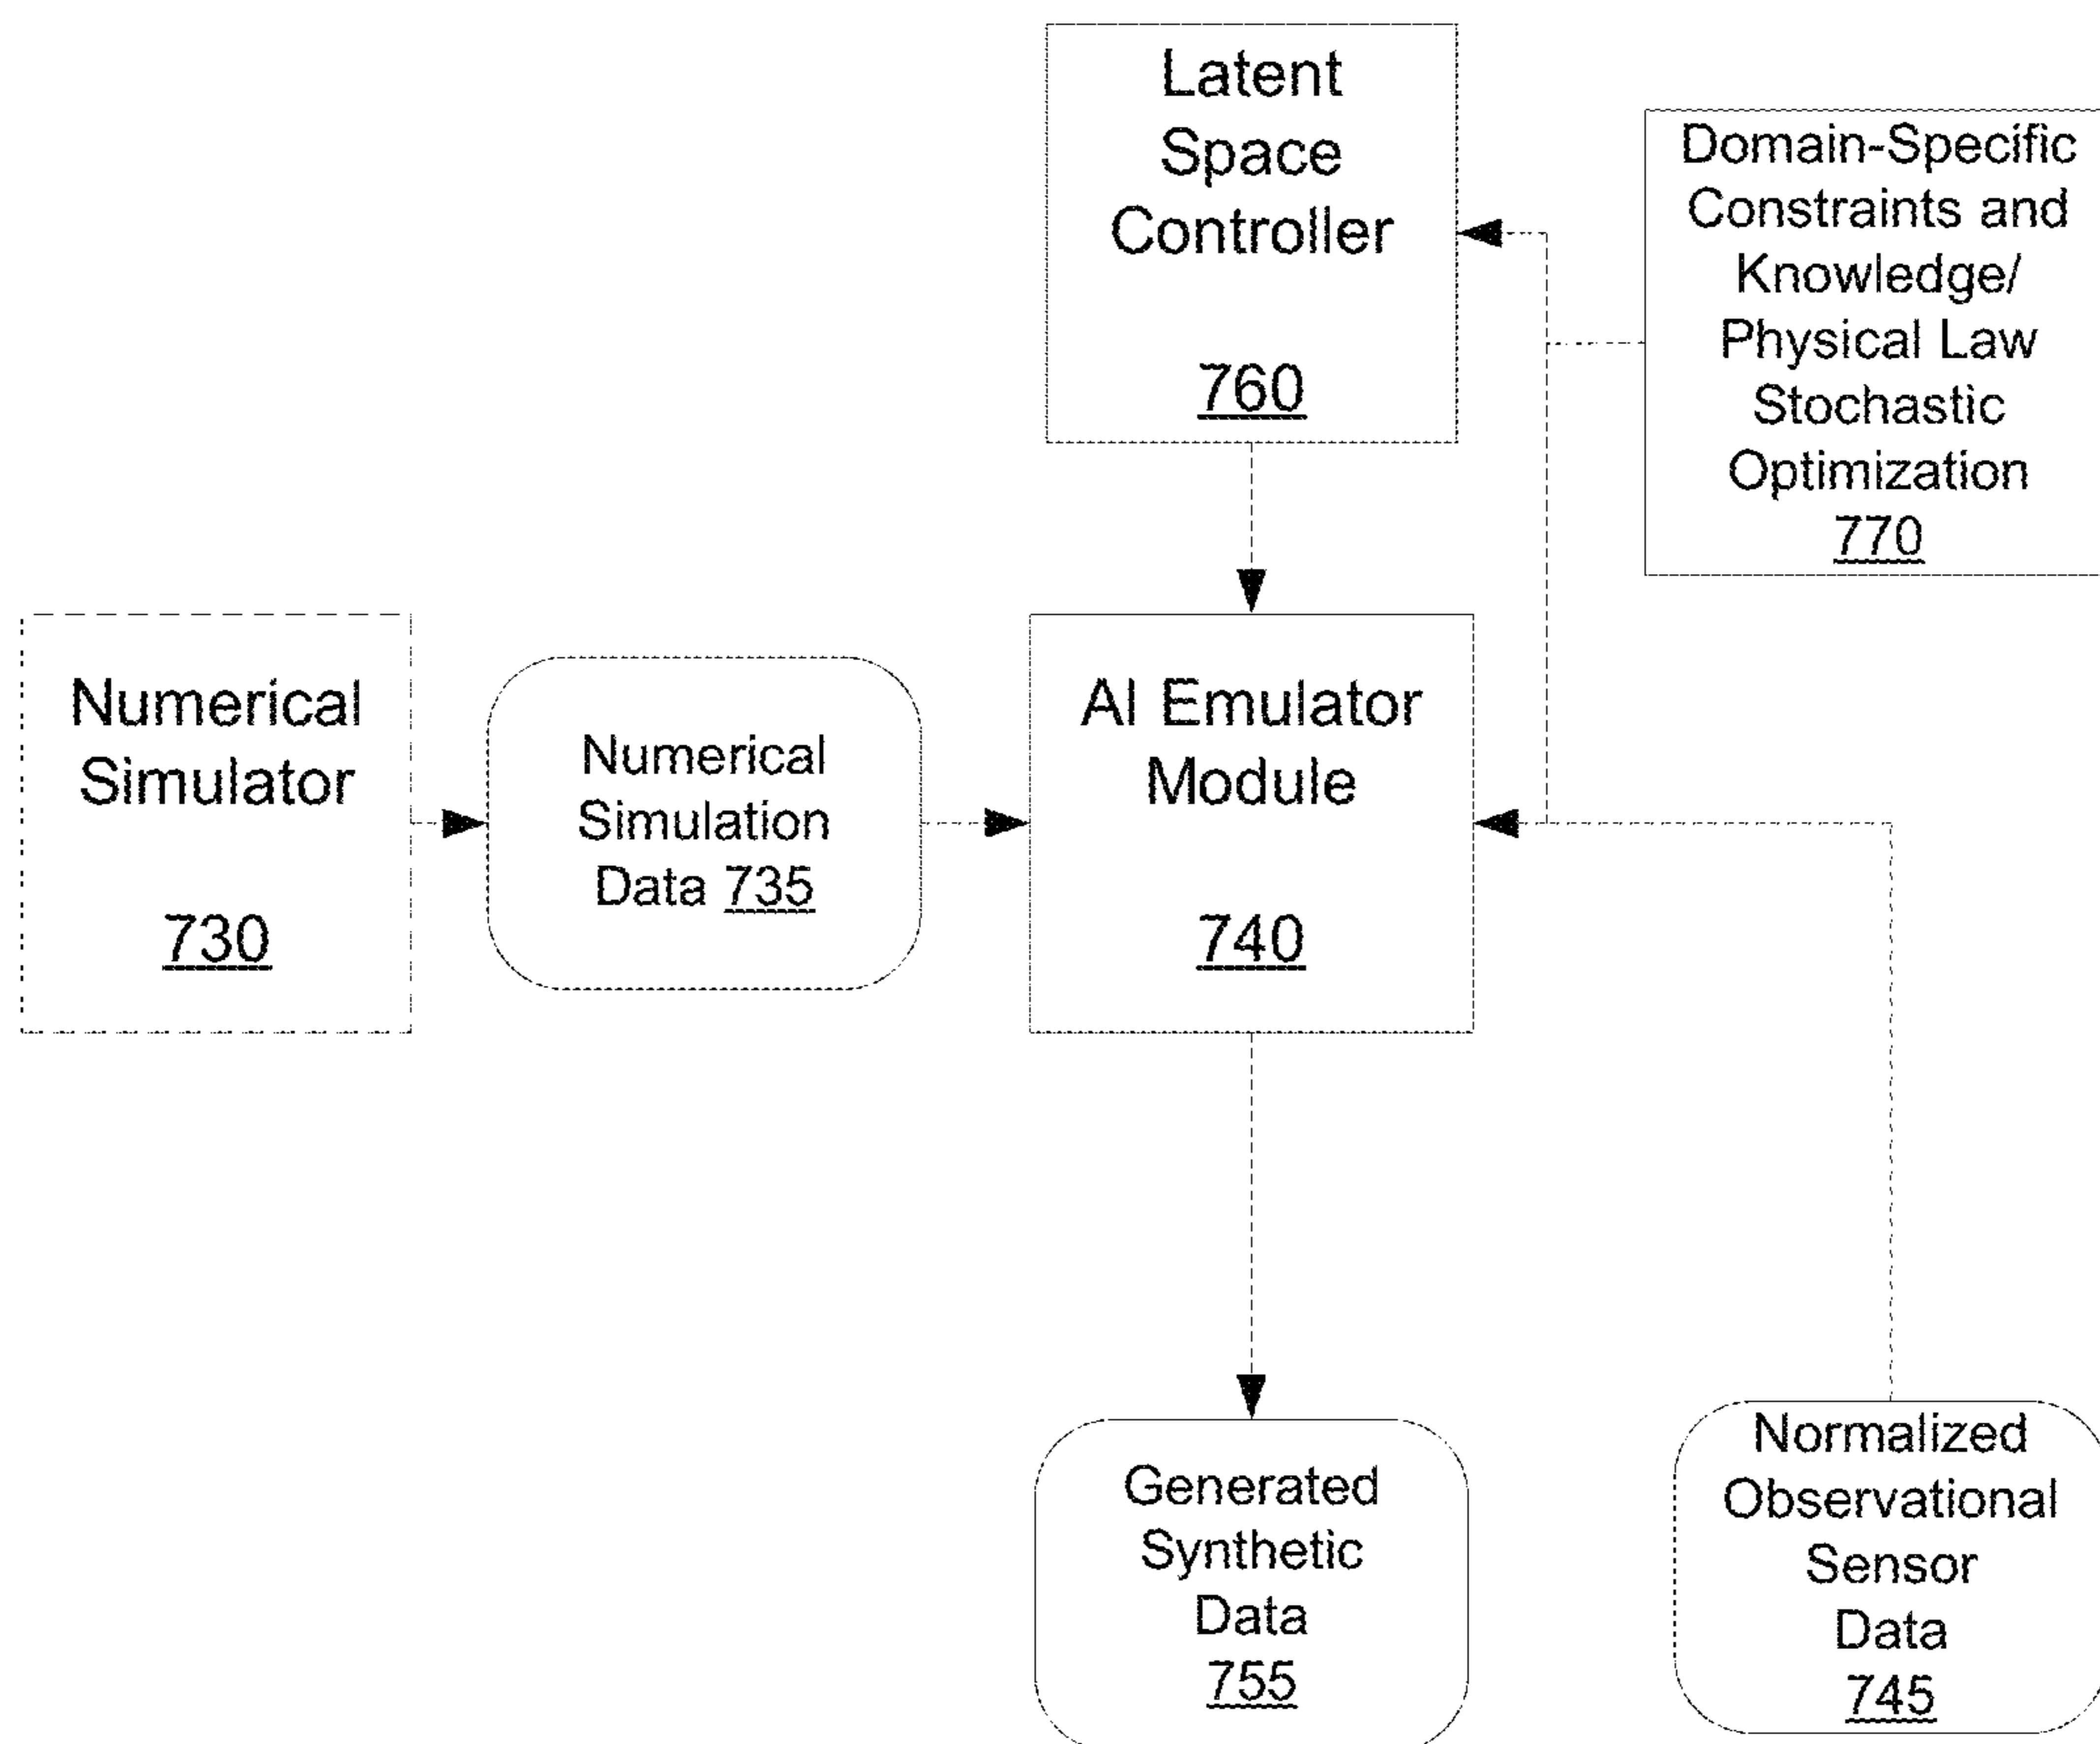 Latent
Space
Controller
760
Domain-Specific
Constraints and
Knowledge/
Physical Law
Stochastic
Optimization
770
Numerical
Simulator
730
Numerical
Simulation
Data 735
AI Emulator
Module
740
Generated
Synthetic
Data
755
Normalized
Observational
Sensor
Data
745